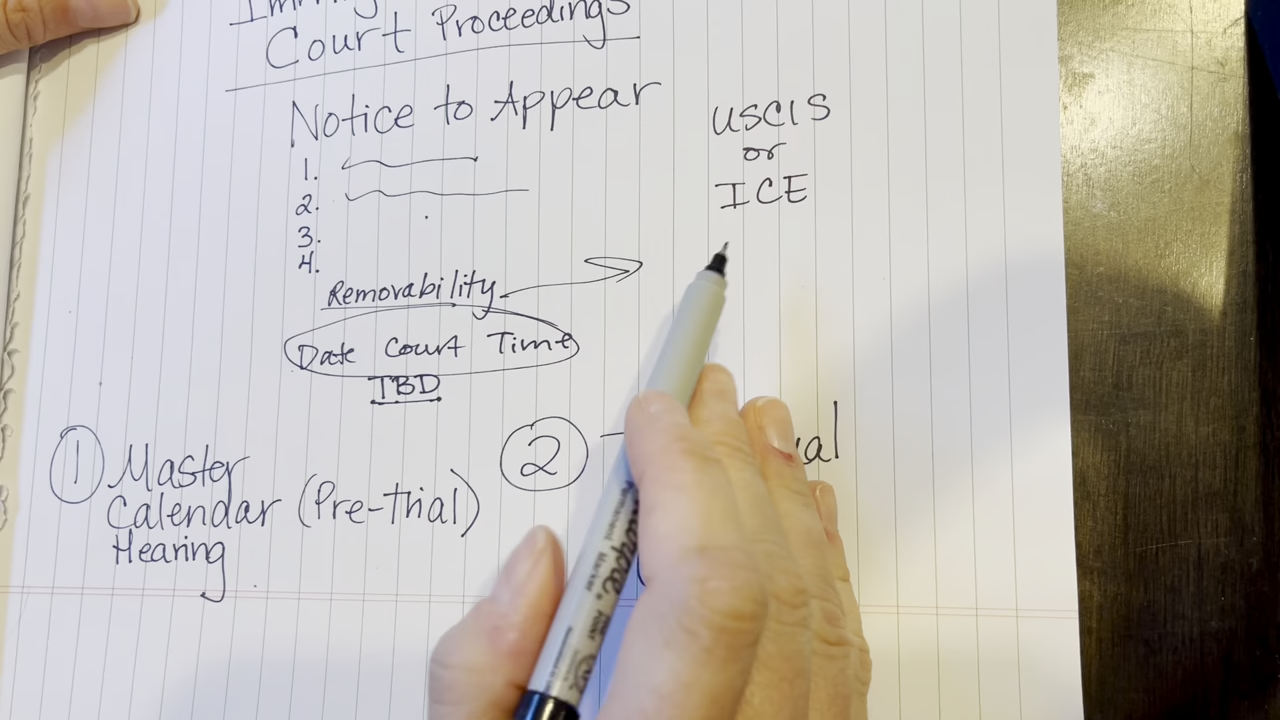 Court Proceedings
Notice to Appear
1.
2.
3.
4.
Removability
Date Court Time
TBD
USCIS
or
ICE
1 Master
Calendar (Pre-trial)
Hearing
2
Sharpie